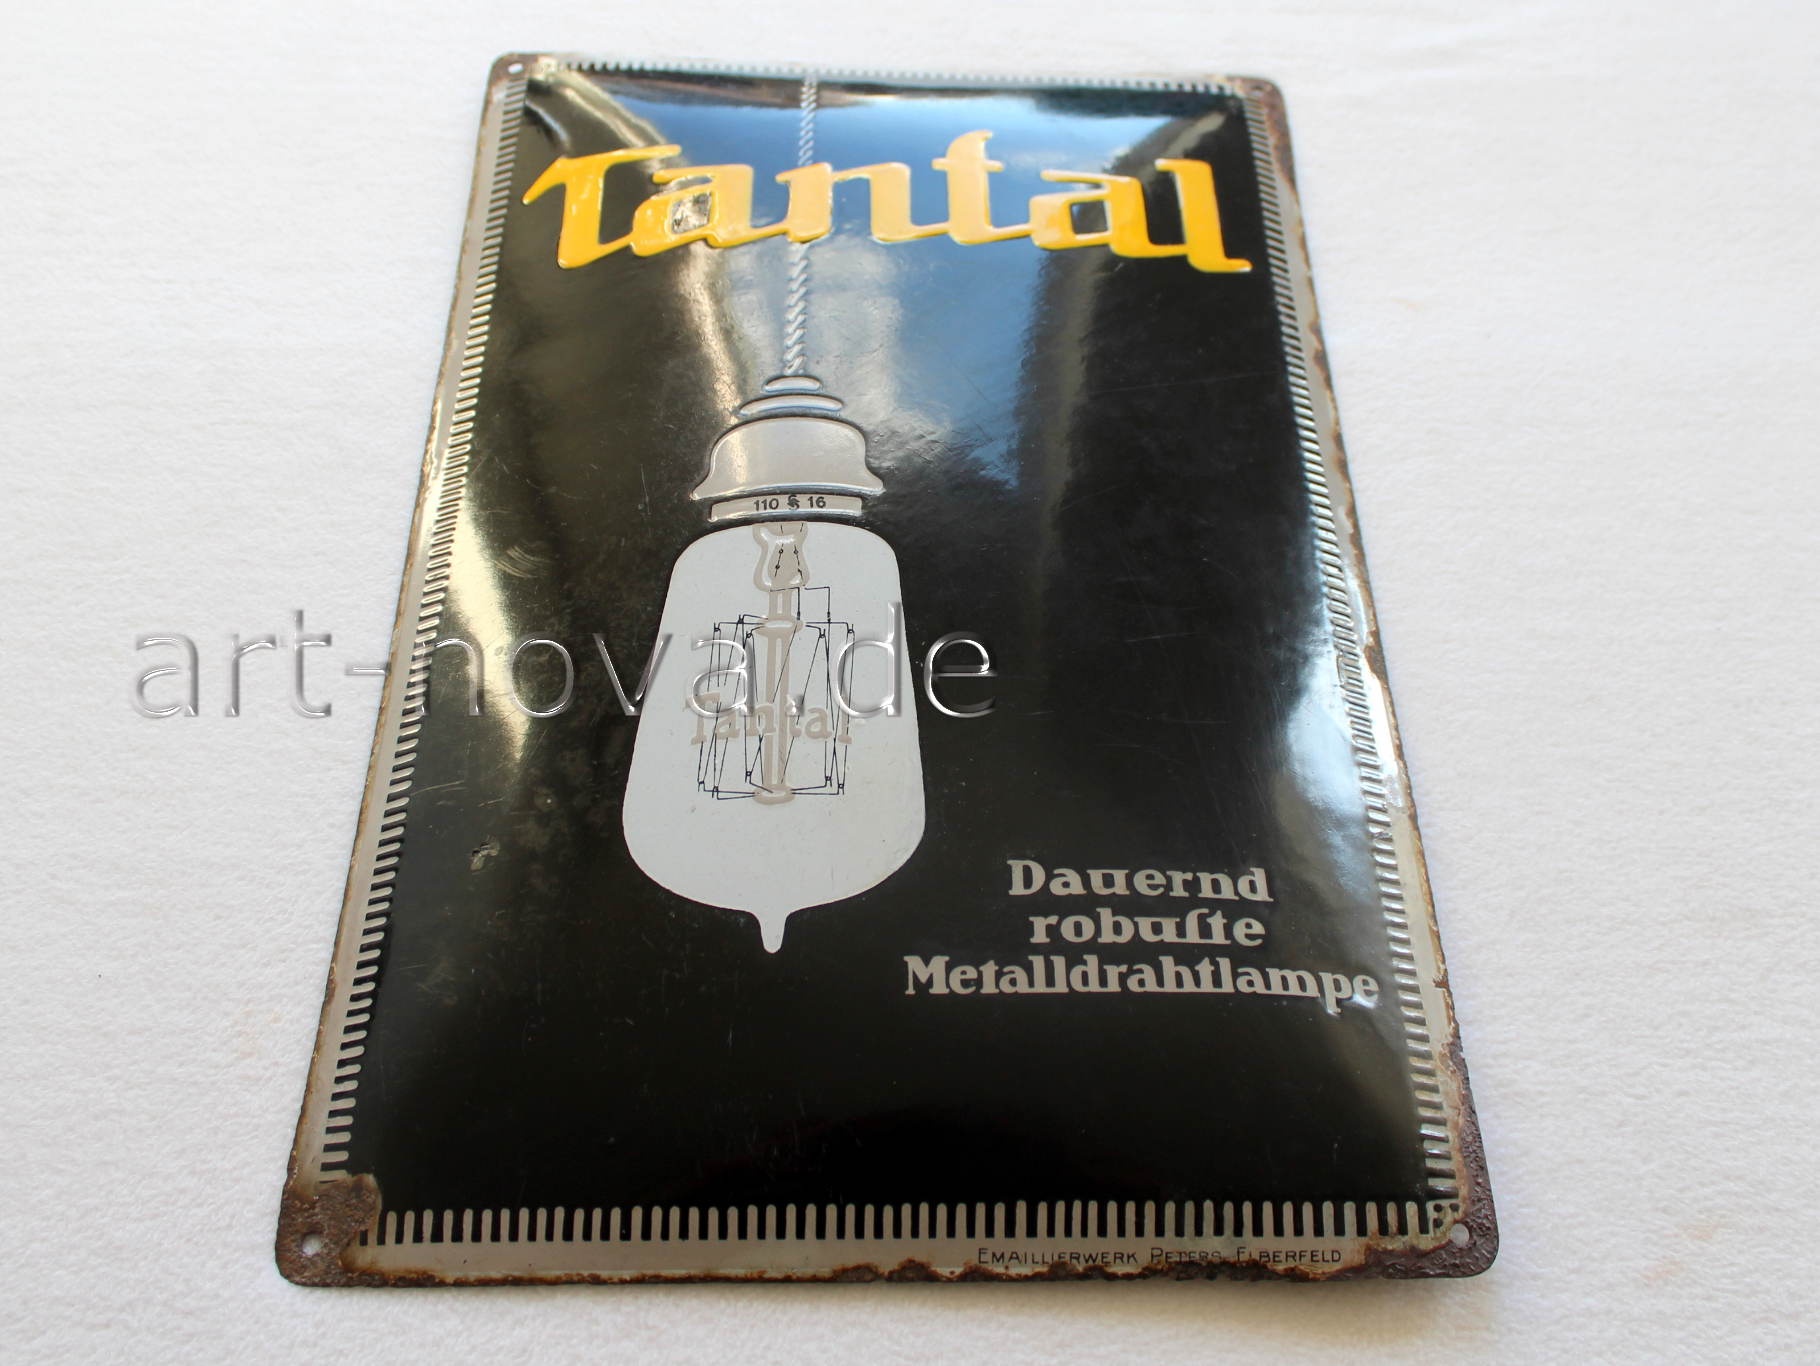 Tantal
110 16
Tantal
art-nova.de
Dauernd
robuſte
Metalldrahtlampe
EMAILLIERWERK PETERS ELBERFELD